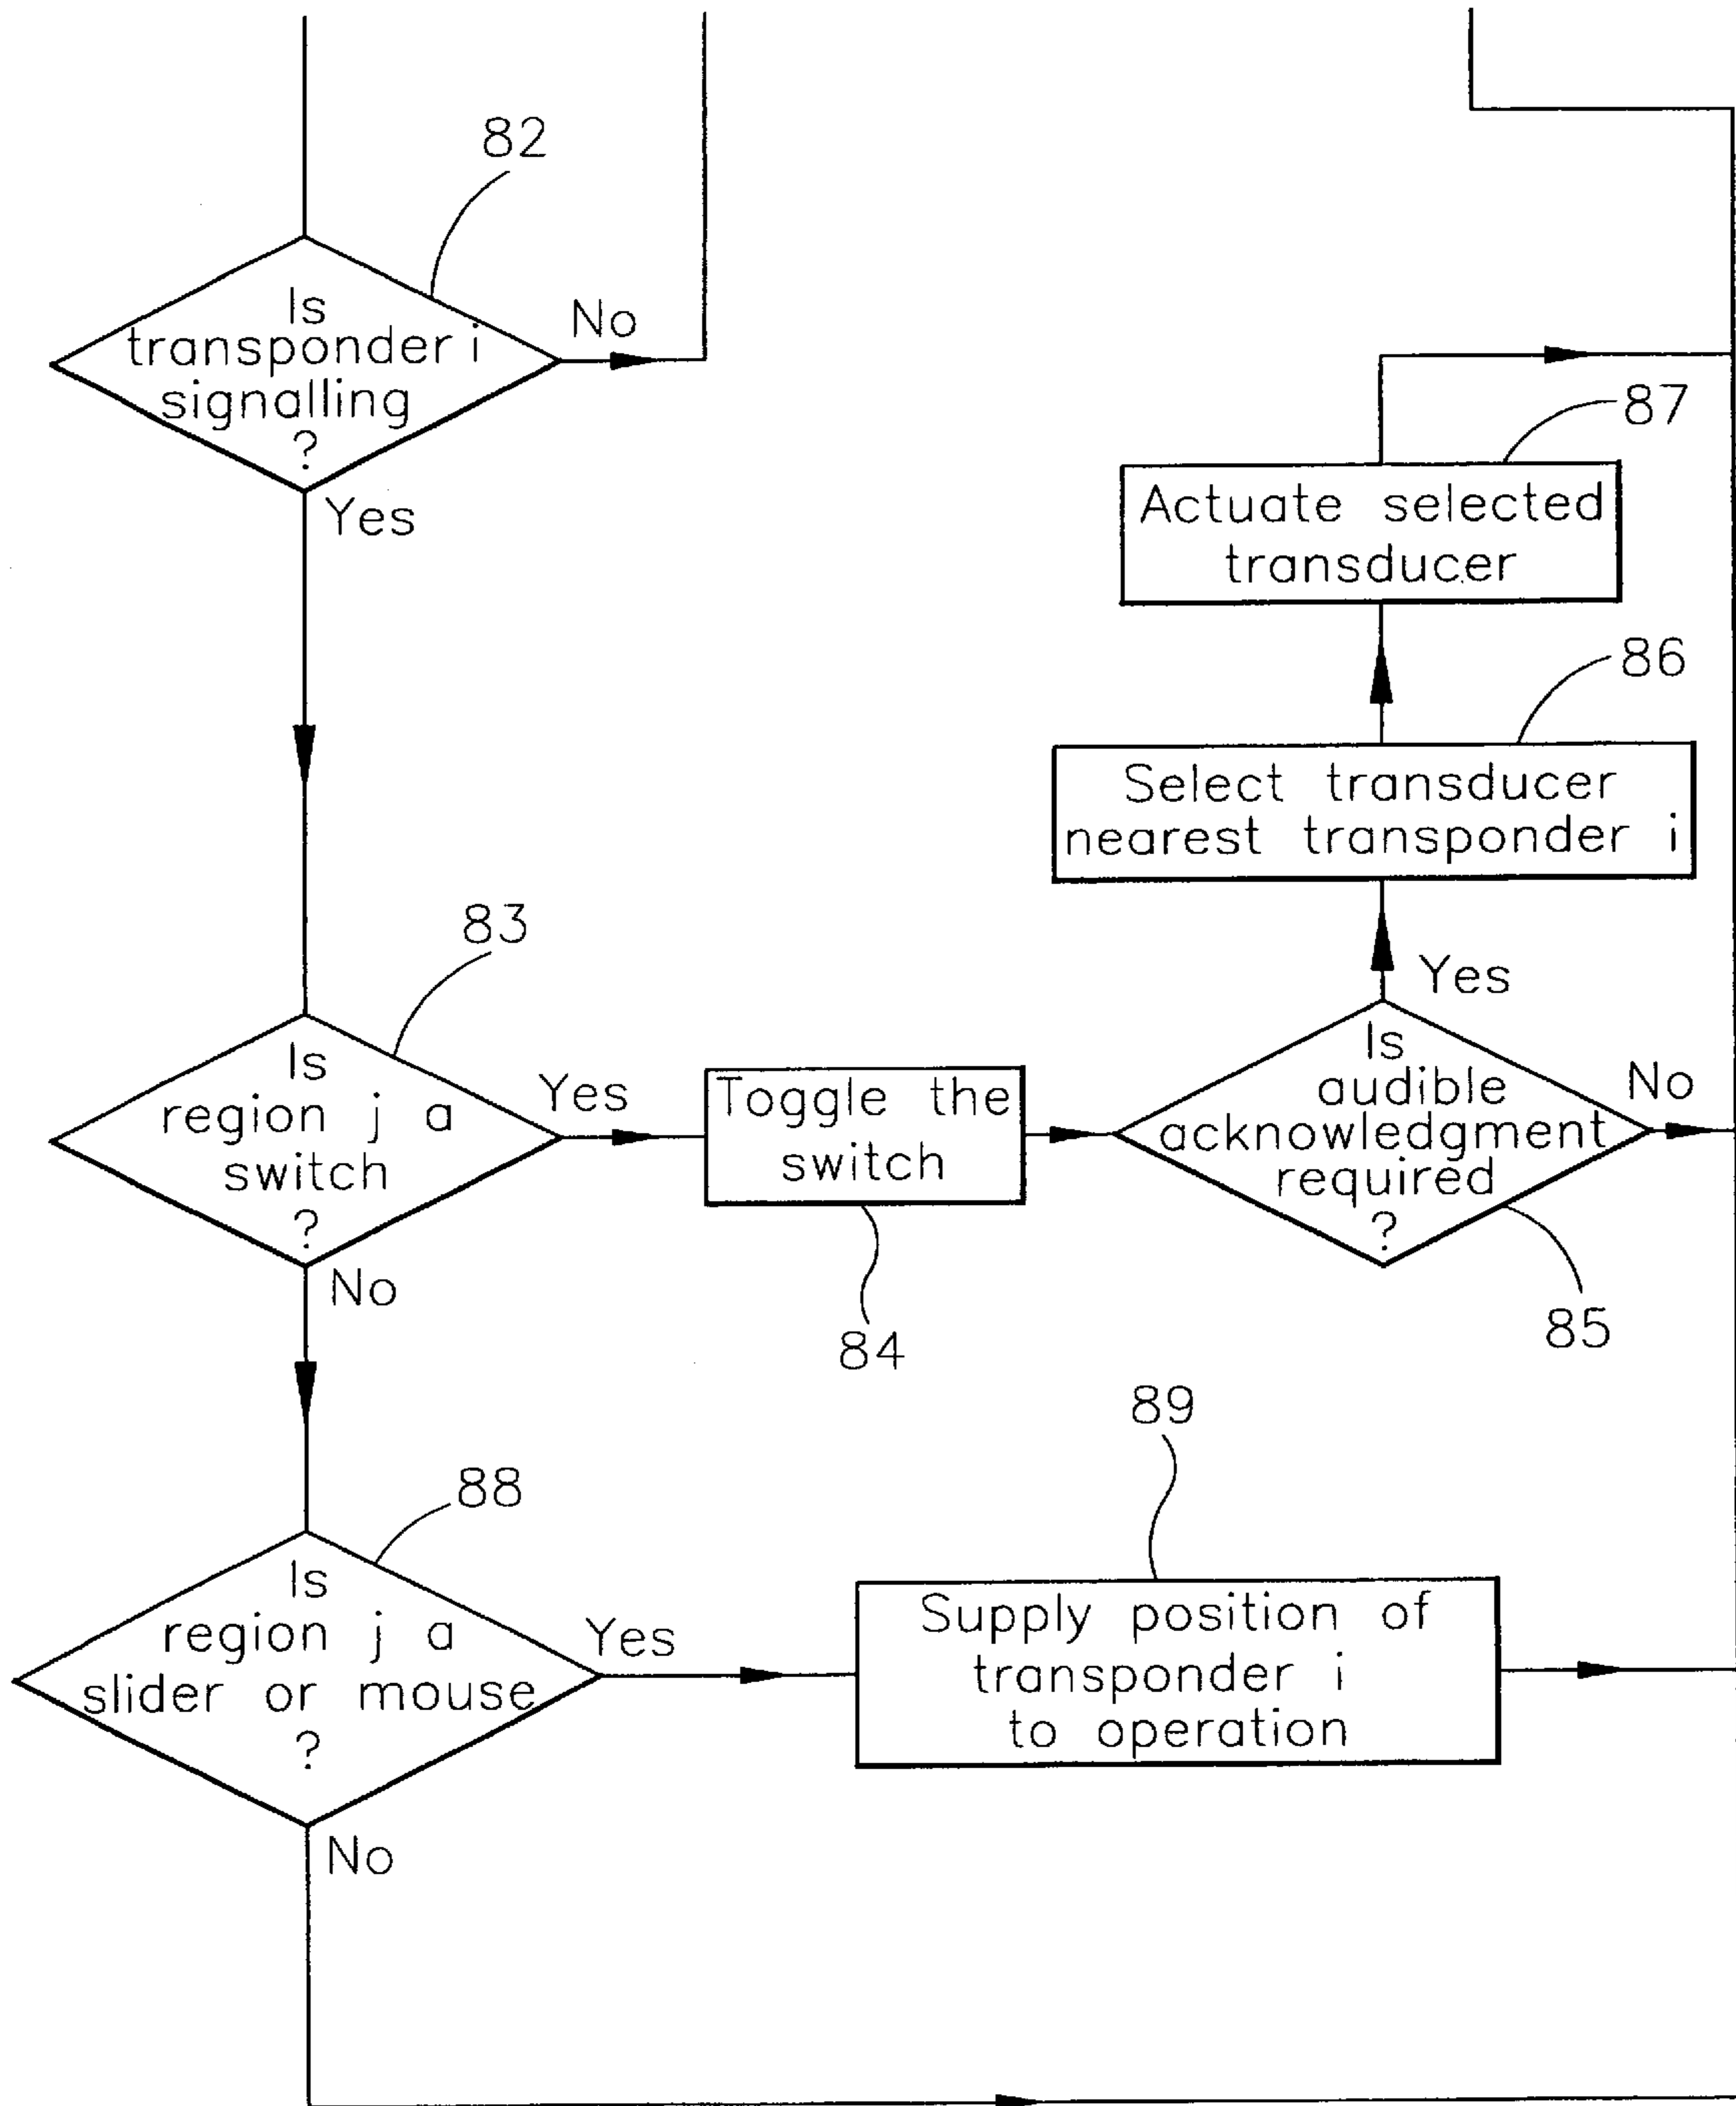 82
Is
transponder i
signalling
?
No
Yes
87
Actuate selected
transducer
86
Select transducer
nearest transponder i
83
Is
region j a
switch
?
Yes
No
Toggle the
switch
84
Yes
Is
audible
acknowledgment
required
?
No
85
88
Is
region j a
slider or mouse
?
Yes
No
89
Supply position of
transponder i
to operation